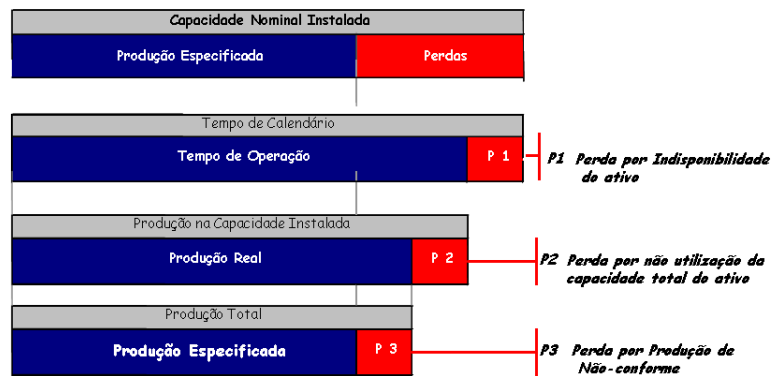 Capacidade Nominal Instalada
Produção Especificada
Perdas
Tempo de Calendário
Tempo de Operação
P 1
P1 Perda por Indisponibilidade
do ativo
Produção na Capacidade Instalada
Produção Real
P 2
P2 Perda por não utilização da
capacidade total do ativo
Produção Total
Produção Especificada
P 3
P3 Perda por Produção de
Não-conforme